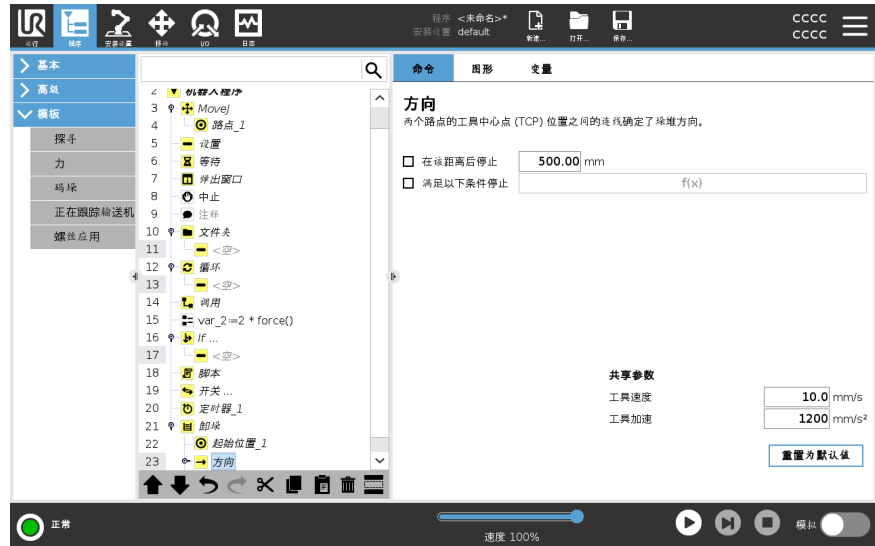 UR
程序 <未命名>*
安装设置 default
cccc
cccc
运行 程序 安装设置 移动 I/O 日志 新建... 打开... 保存...
基本
高级
模板
探寻
力
码垛
正在跟踪输送机
螺丝应用
2 机器人程序
3 MoveJ
4 路点_1
5 设置
6 等待
7 弹出窗口
8 中止
9 注释
10 文件夹
11 <空>
12 循环
13 <空>
14 调用
15 var_2:=2 * force()
16 If ...
17 <空>
18 脚本
19 开关 ...
20 定时器_1
21 卸垛
22 起始位置_1
23 方向
命令 图形 变量
方向
两个路点的工具中心点 (TCP) 位置之间的连线确定了垛堆方向。
在该距离后停止 500.00 mm
满足以下条件停止 f(x)
共享参数
工具速度 10.0 mm/s
工具加速 1200 mm/s²
重置为默认值
正常
速度 100%
模拟